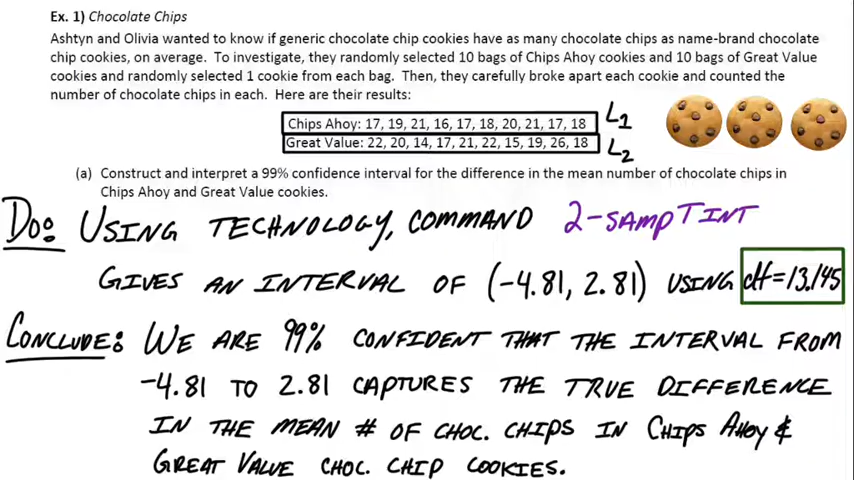 Ex. 1) Chocolate Chips
Ashtyn and Olivia wanted to know if generic chocolate chip cookies have as many chocolate chips as name-brand chocolate
chip cookies, on average. To investigate, they randomly selected 10 bags of Chips Ahoy cookies and 10 bags of Great Value
cookies and randomly selected 1 cookie from each bag. Then, they carefully broke apart each cookie and counted the
number of chocolate chips in each. Here are their results:
Chips Ahoy: 17, 19, 21, 16, 17, 18, 20, 21, 17, 18 L1
Great Value: 22, 20, 14, 17, 21, 22, 15, 19, 26, 18 L2
(a) Construct and interpret a 99% confidence interval for the difference in the mean number of chocolate chips in
Chips Ahoy and Great Value cookies.
DO: USING TECHNOLOGY, COMMAND 2-SAMPTINT
GIVES AN INTERVAL OF (-4.81, 2.81) USING df=13.145
CONCLUDE: WE ARE 99% CONFIDENT THAT THE INTERVAL FROM
-4.81 TO 2.81 CAPTURES THE TRUE DIFFERENCE
IN THE MEAN # OF CHOC. CHIPS IN CHIPS AHOY &
GREAT VALUE CHOC. CHIP COOKIES.